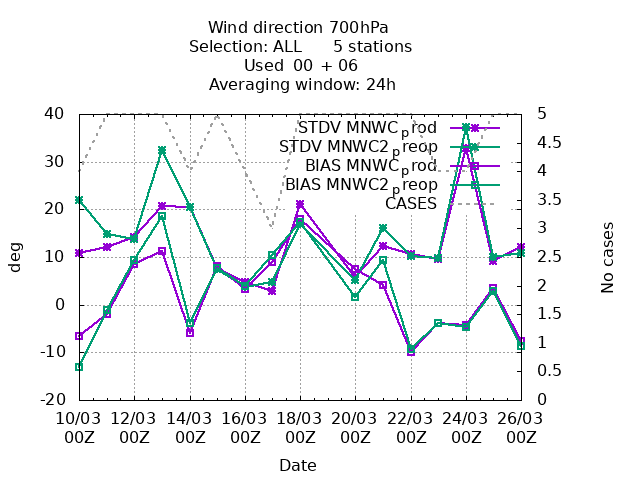 Wind direction 700hPa
Selection: ALL 5 stations
Used 00 + 06
Averaging window: 24h
40
30
20
10
0
-10
-20
deg
5
4.5
4
3.5
3
2.5
2
1.5
1
0.5
0
No cases
STDV MNWC_prod
STDV MNWC2_preop
BIAS MNWC_prod
BIAS MNWC2_preop
CASES
10/03 12/03 14/03 16/03 18/03 20/03 22/03 24/03 26/03
00Z 00Z 00Z 00Z 00Z 00Z 00Z 00Z 00Z
Date